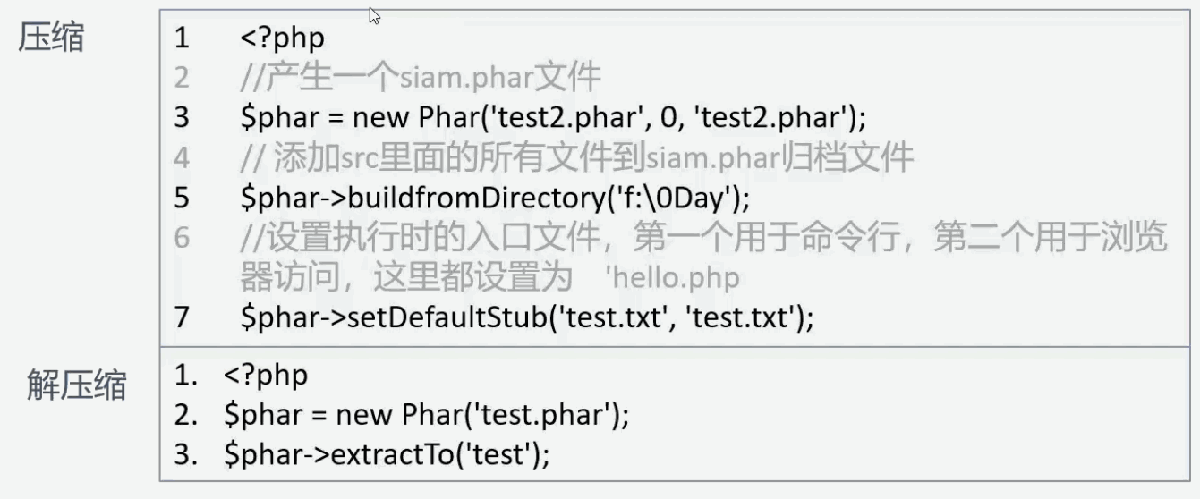 压缩
1 <?php
2 //产生一个siam.phar文件
3 $phar = new Phar('test2.phar', 0, 'test2.phar');
4 // 添加src里面的所有文件到siam.phar归档文件
5 $phar->buildfromDirectory('f:\0Day');
6 //设置执行时的入口文件，第一个用于命令行，第二个用于浏览
器访问，这里都设置为 'hello.php
7 $phar->setDefaultStub('test.txt', 'test.txt');
解压缩
1. <?php
2. $phar = new Phar('test.phar');
3. $phar->extractTo('test');